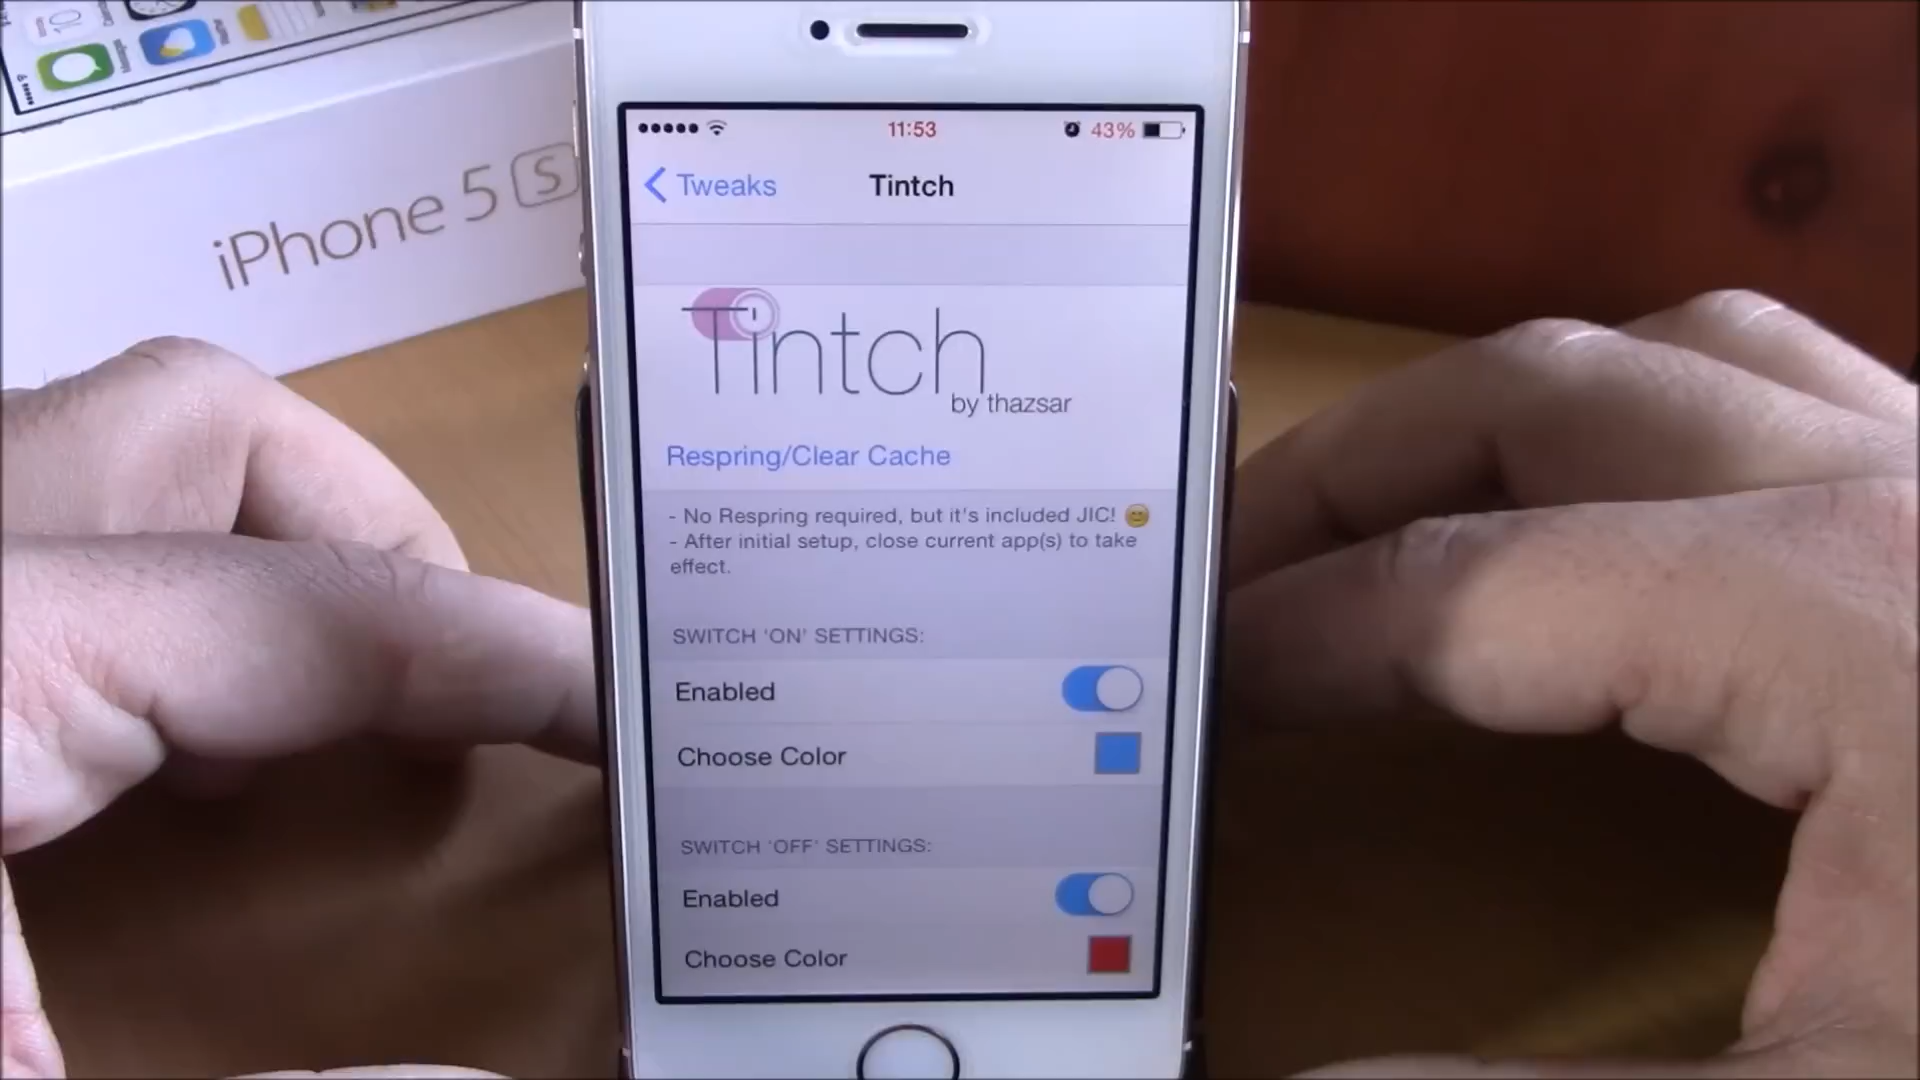 iPhone 5 S
11:53
43%
Tweaks
Tintch
Tintch
by thazsar
Respring/Clear Cache
- No Respring required, but it's included JIC!
- After initial setup, close current app(s) to take
effect.
SWITCH 'ON' SETTINGS:
Enabled
Choose Color
SWITCH 'OFF' SETTINGS:
Enabled
Choose Color